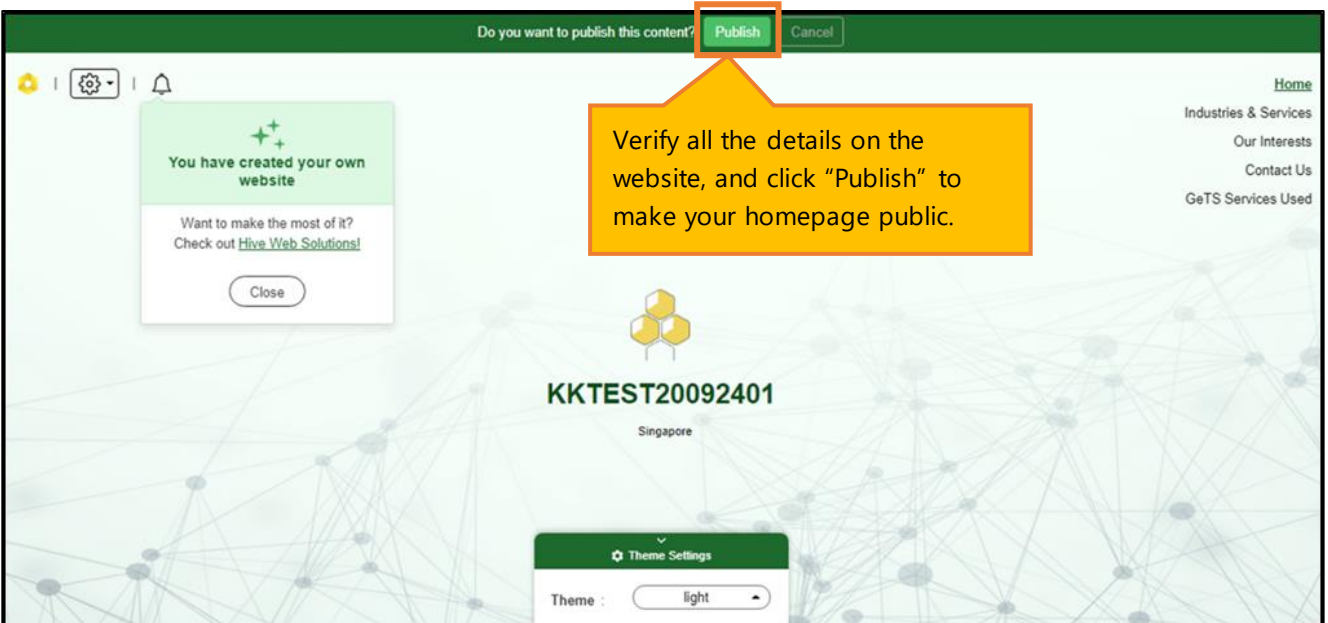 Do you want to publish this content? Publish Cancel
Home
Industries & Services
Our Interests
Contact Us
GeTS Services Used
You have created your own
website
Want to make the most of it?
Check out Hive Web Solutions!
Close
Verify all the details on the
website, and click “Publish” to
make your homepage public.
KKTEST20092401
Singapore
Theme Settings
Theme : light